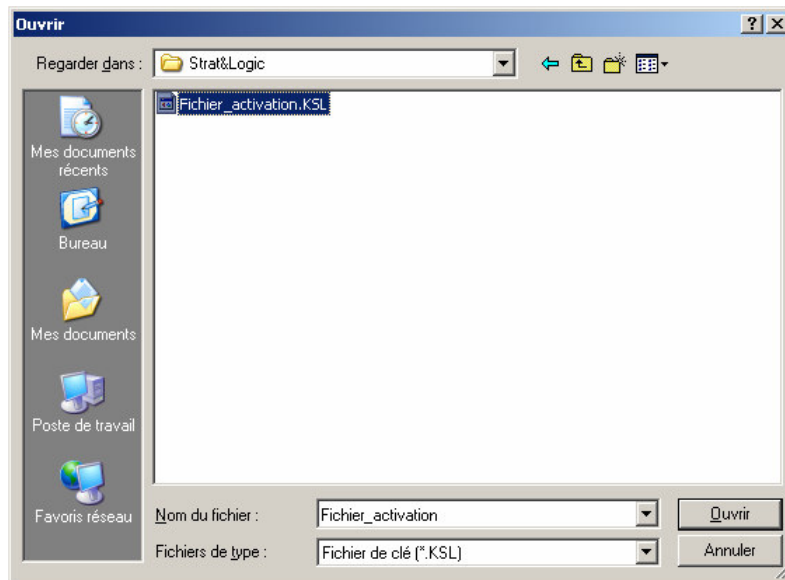 Ouvrir
Regarder dans : Strat&Logic
Fichier_activation.KSL
Mes documents
récents
Bureau
Mes documents
Poste de travail
Favoris réseau
Nom du fichier : Fichier_activation Ouvrir
Fichiers de type : Fichier de clé (*.KSL) Annuler